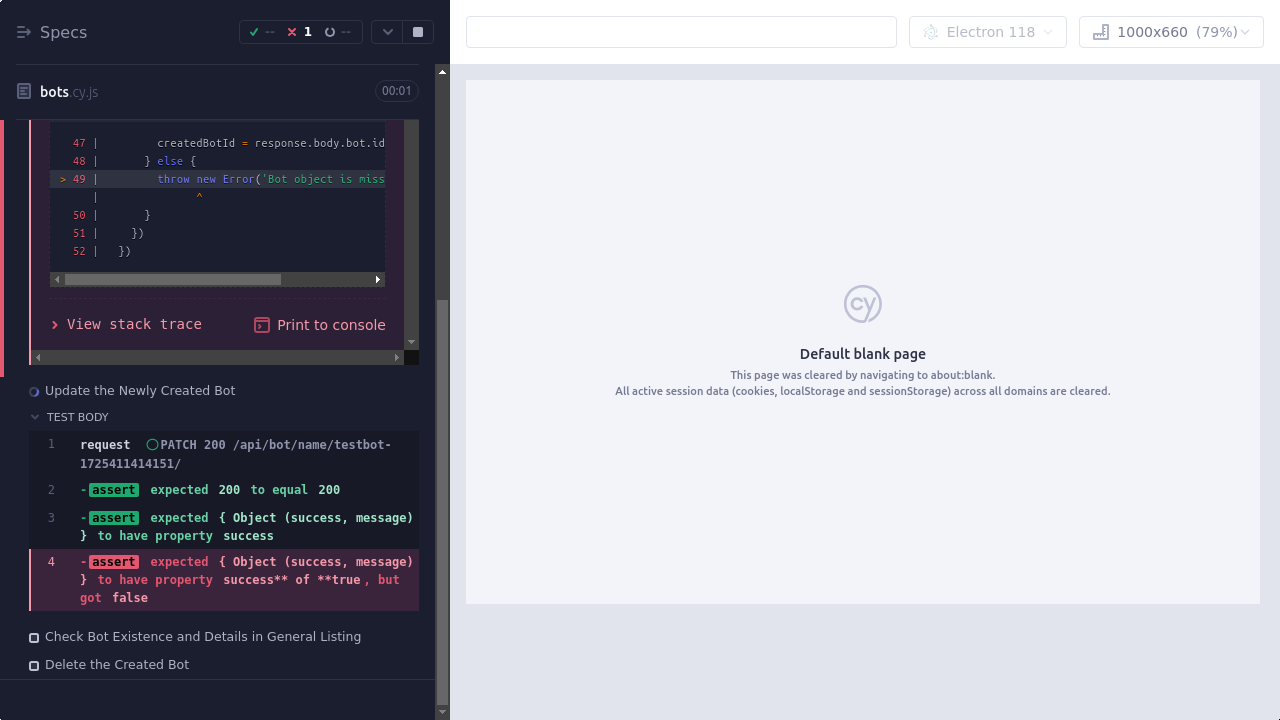 Specs
-- 1 --
Electron 118
1000x660 (79%)
bots.cy.js
00:01
47 | createdBotId = response.body.bot.id
48 | } else {
> 49 | throw new Error('Bot object is miss
| ^
50 | }
51 | })
52 | })
View stack trace
Print to console
Update the Newly Created Bot
TEST BODY
1 request PATCH 200 /api/bot/name/testbot-
1725411414151/
2 -assert expected 200 to equal 200
3 -assert expected { Object (success, message)
} to have property success
4 -assert expected { Object (success, message)
} to have property success** of **true, but
got false
Check Bot Existence and Details in General Listing
Delete the Created Bot
cy
Default blank page
This page was cleared by navigating to about:blank.
All active session data (cookies, localStorage and sessionStorage) across all domains are cleared.